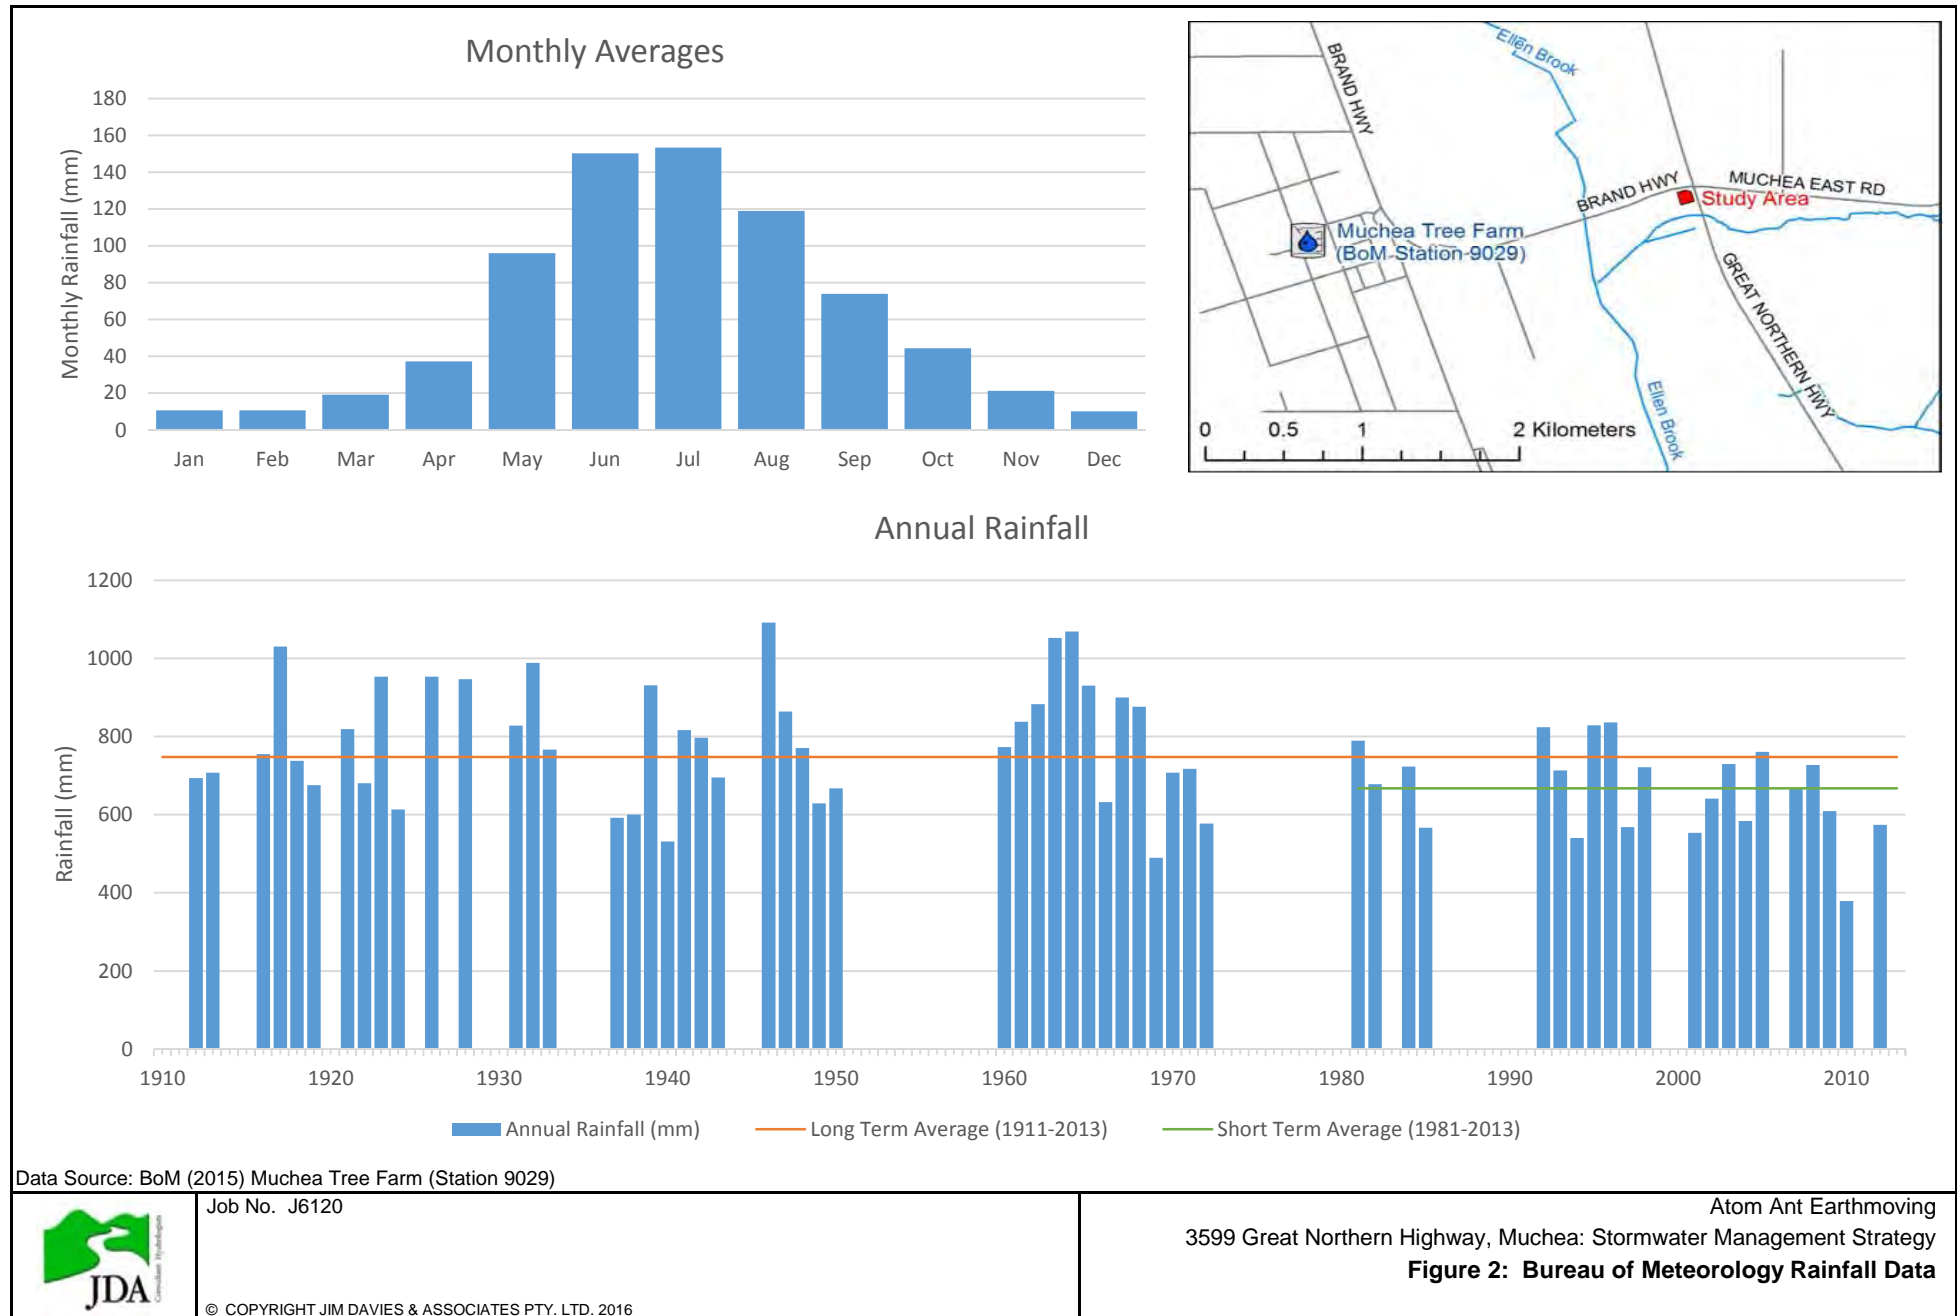 Monthly Averages
Monthly Rainfall (mm)
180
160
140
120
100
80
60
40
20
0
Jan Feb Mar Apr May Jun Jul Aug Sep Oct Nov Dec
Ellen Brook
BRAND HWY
BRAND HWY
MUCHEA EAST RD
Study Area
Muchea Tree Farm
(BoM Station 9029)
GREAT NORTHERN HWY
Ellen Brook
0 0.5 1 2 Kilometers
Annual Rainfall
Rainfall (mm)
1200
1000
800
600
400
200
0
1910 1920 1930 1940 1950 1960 1970 1980 1990 2000 2010
Annual Rainfall (mm) Long Term Average (1911-2013) Short Term Average (1981-2013)
Data Source: BoM (2015) Muchea Tree Farm (Station 9029)
JDA
Consultant Hydrologists
Job No. J6120
© COPYRIGHT JIM DAVIES & ASSOCIATES PTY. LTD. 2016
Atom Ant Earthmoving
3599 Great Northern Highway, Muchea: Stormwater Management Strategy
Figure 2: Bureau of Meteorology Rainfall Data